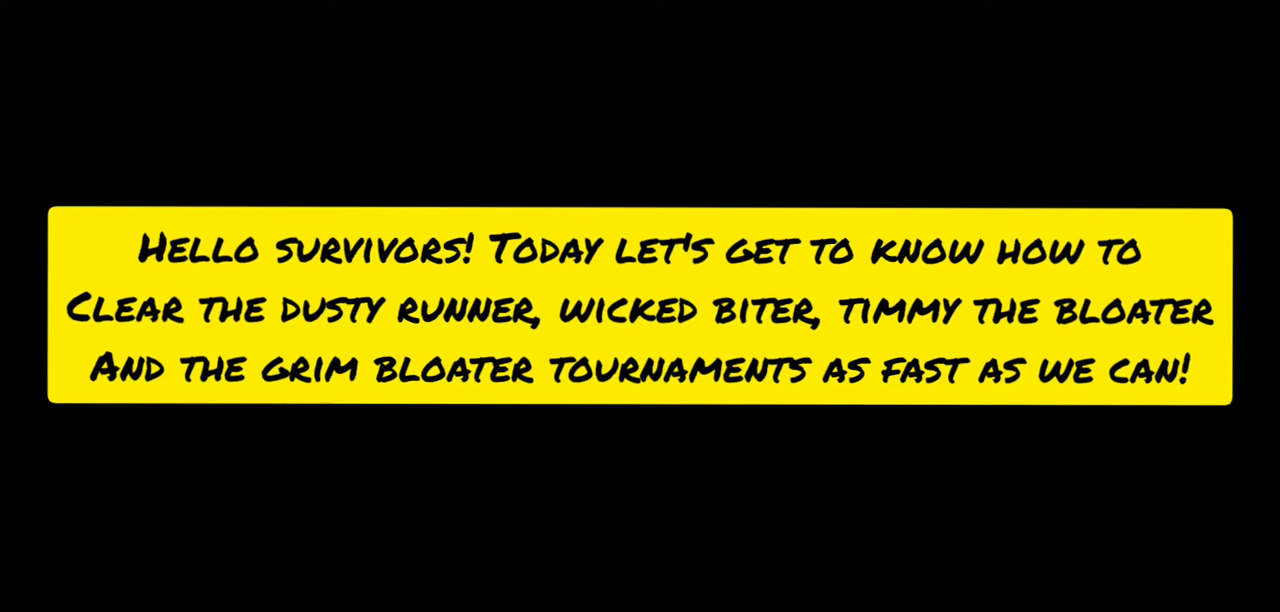 Hello survivors! Today let's get to know how to
Clear the dusty runner, wicked biter, timmy the bloater
And the grim bloater tournaments as fast as we can!